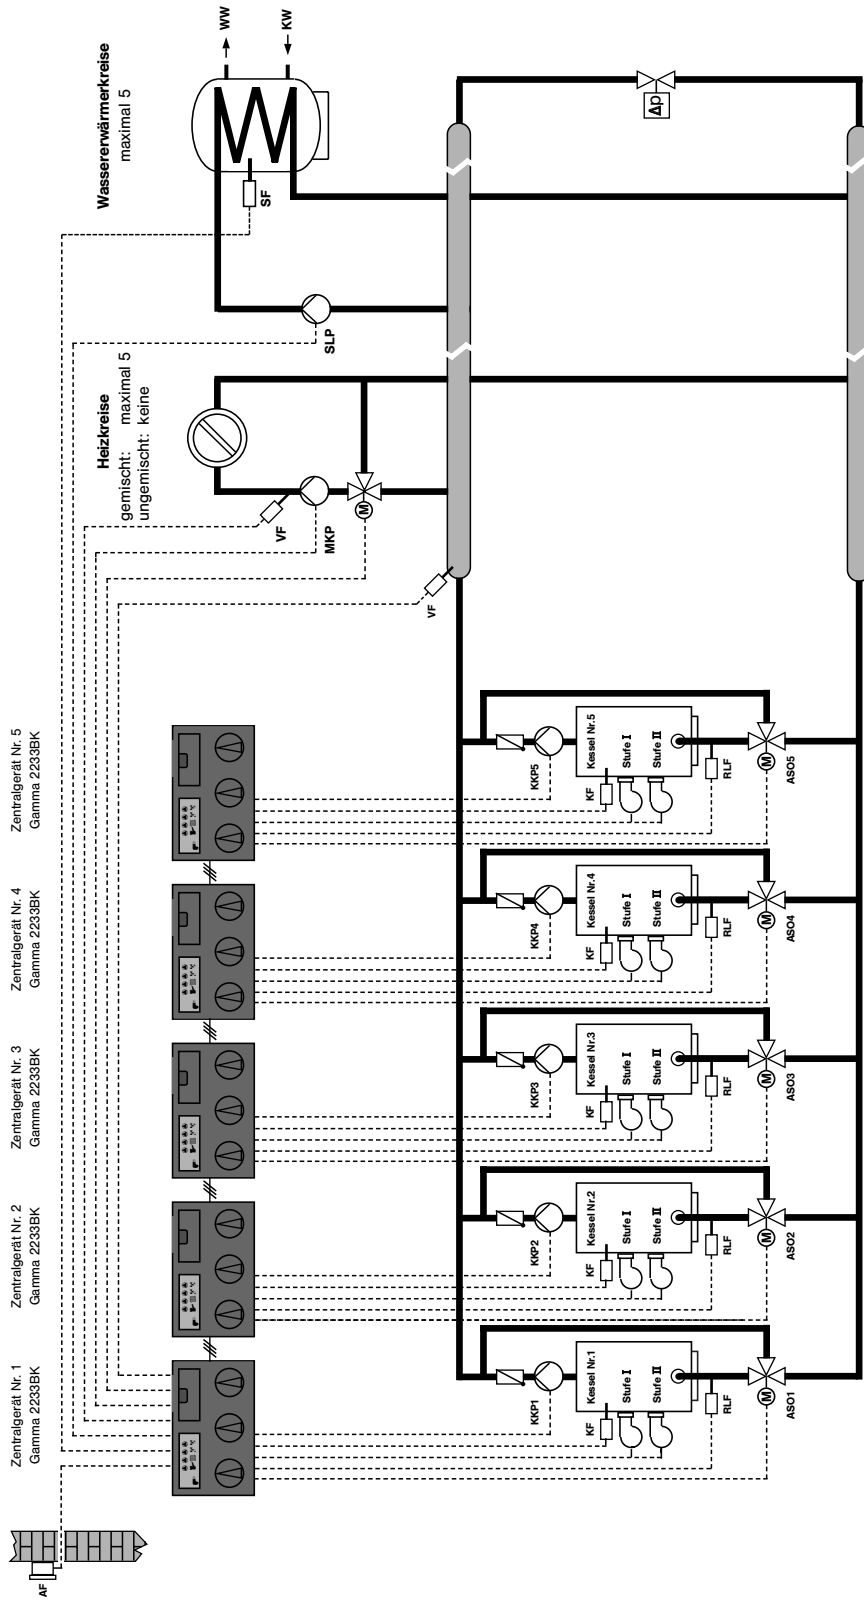 AF
Zentralgerät Nr. 1
Gamma 2233BK
Zentralgerät Nr. 2
Gamma 2233BK
Zentralgerät Nr. 3
Gamma 2233BK
Zentralgerät Nr. 4
Gamma 2233BK
Zentralgerät Nr. 5
Gamma 2233BK
Heizkreise
gemischt: maximal 5
ungemischt: keine
Wassererwärmerkreise
maximal 5
WW
KW
SF
SLP
VF
MKP
M
VF
Δp
KKP1
Kessel Nr.1
KF
Stufe I
Stufe II
RLF
M
ASO1
KKP2
Kessel Nr.2
KF
Stufe I
Stufe II
RLF
M
ASO2
KKP3
Kessel Nr.3
KF
Stufe I
Stufe II
RLF
M
ASO3
KKP4
Kessel Nr.4
KF
Stufe I
Stufe II
RLF
M
ASO4
KKP5
Kessel Nr.5
KF
Stufe I
Stufe II
RLF
M
ASO5